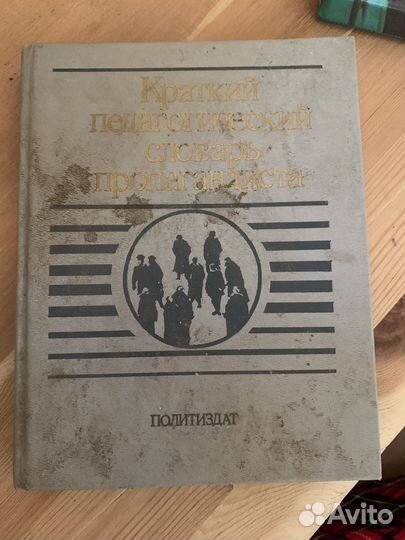 Краткий
педагогический
словарь
пропагандиста
ПОЛИТИЗДАТ
Avito